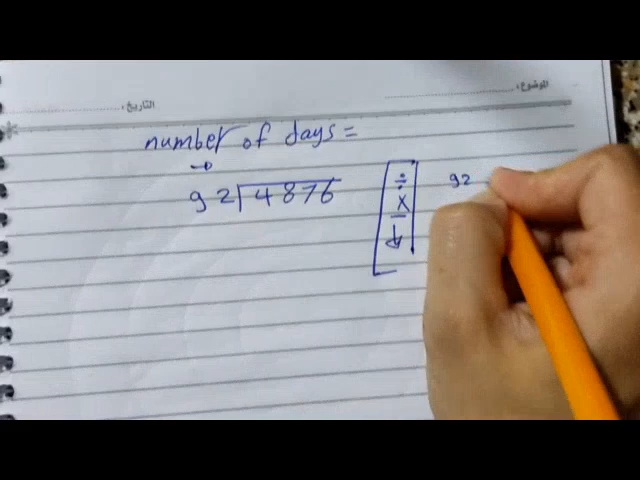 الموضوع:
التاريخ:
number of days =
92 4876
÷
x
92